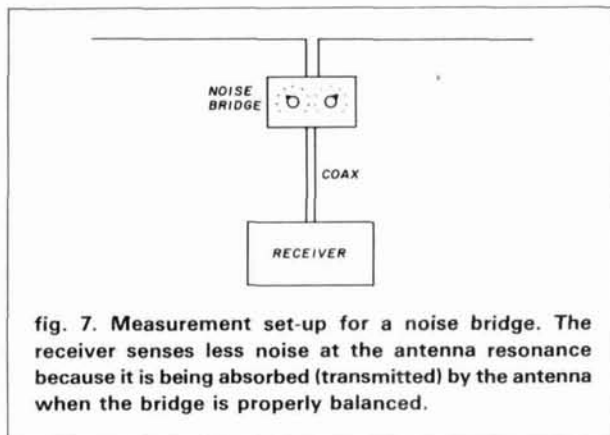 NOISE
BRIDGE
COAX
RECEIVER
fig. 7. Measurement set-up for a noise bridge. The
receiver senses less noise at the antenna resonance
because it is being absorbed (transmitted) by the antenna
when the bridge is properly balanced.